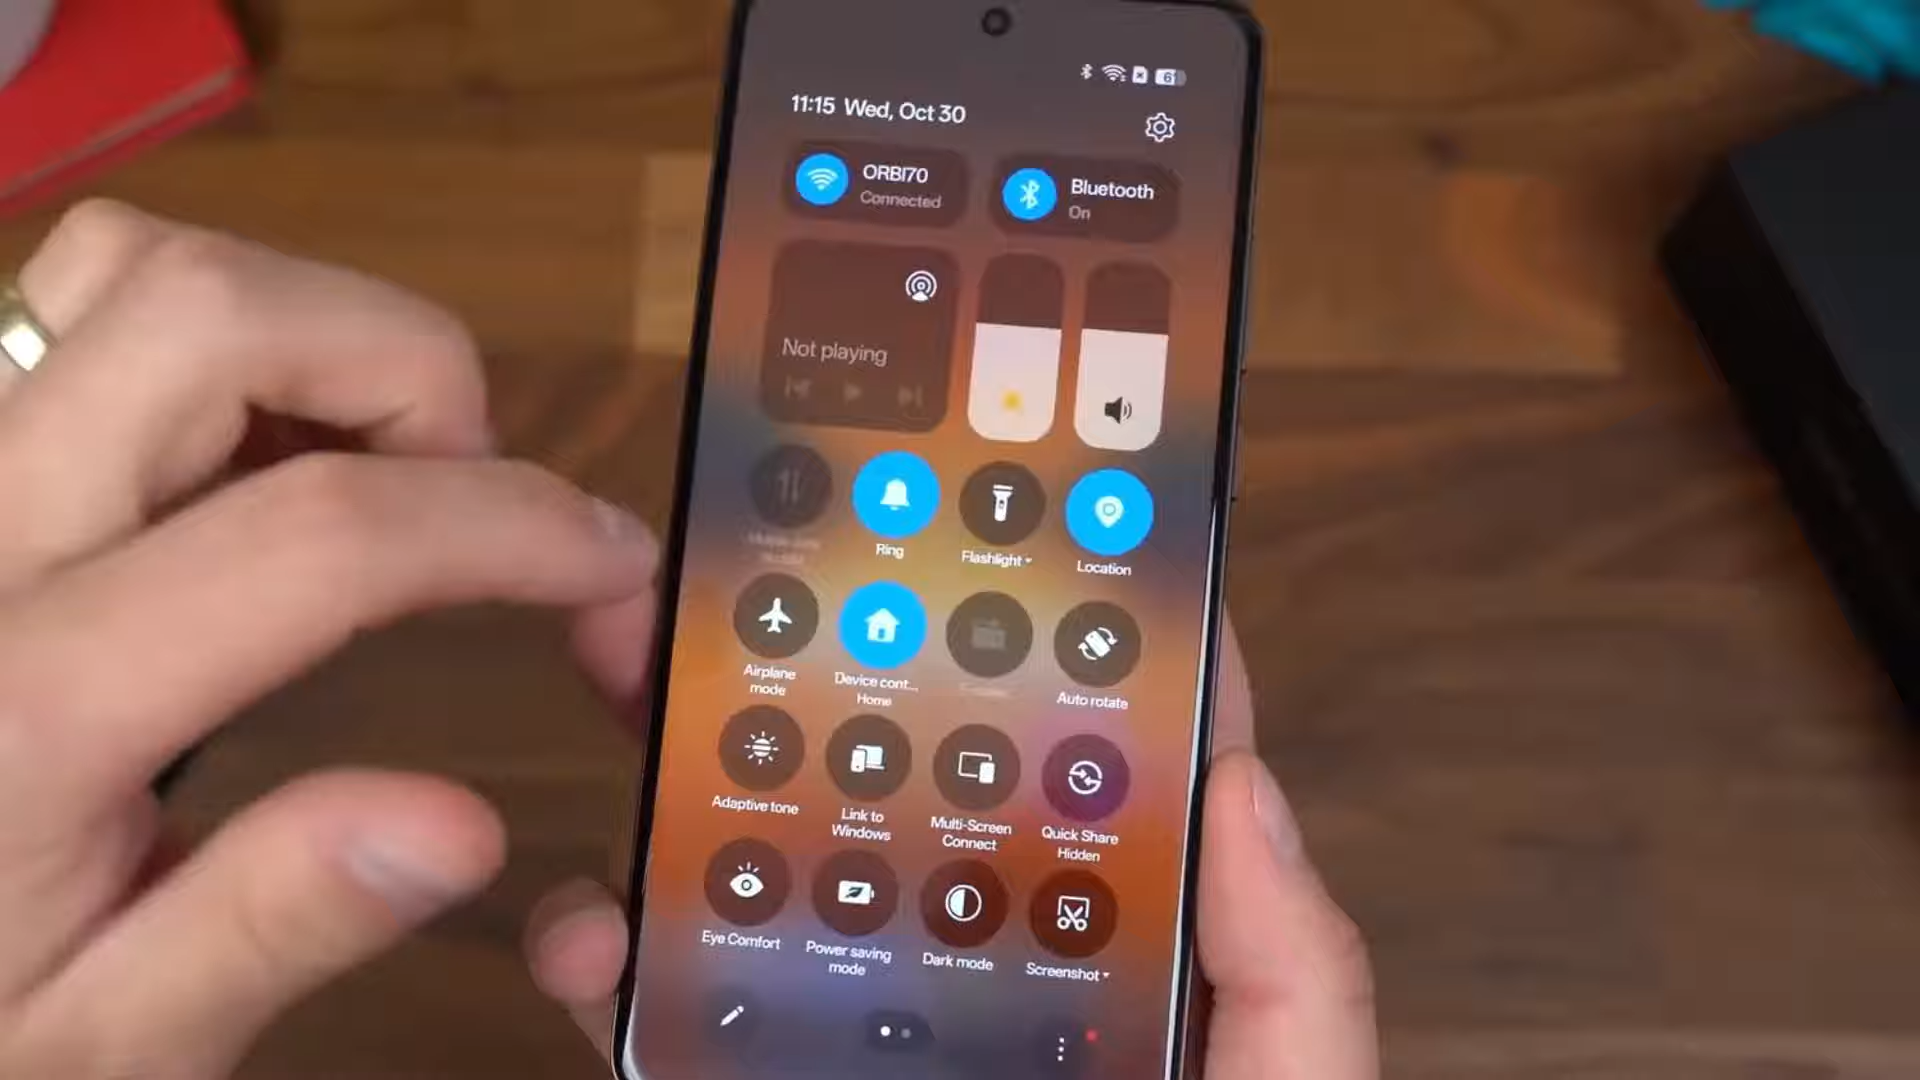 11:15 Wed, Oct 30
ORBI70
Connected
Bluetooth
On
Not playing
Ring
Flashlight
Location
Airplane
mode
Device cont...
Home
Auto rotate
Adaptive tone
Link to
Windows
Multi-Screen
Connect
Quick Share
Hidden
Eye Comfort
Power saving
mode
Dark mode
Screenshot